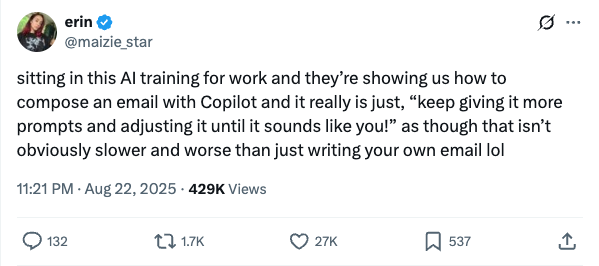 erin
@maizie_star
sitting in this AI training for work and they’re showing us how to
compose an email with Copilot and it really is just, “keep giving it more
prompts and adjusting it until it sounds like you!” as though that isn’t
obviously slower and worse than just writing your own email lol
11:21 PM · Aug 22, 2025 · 429K Views
132 1.7K 27K 537